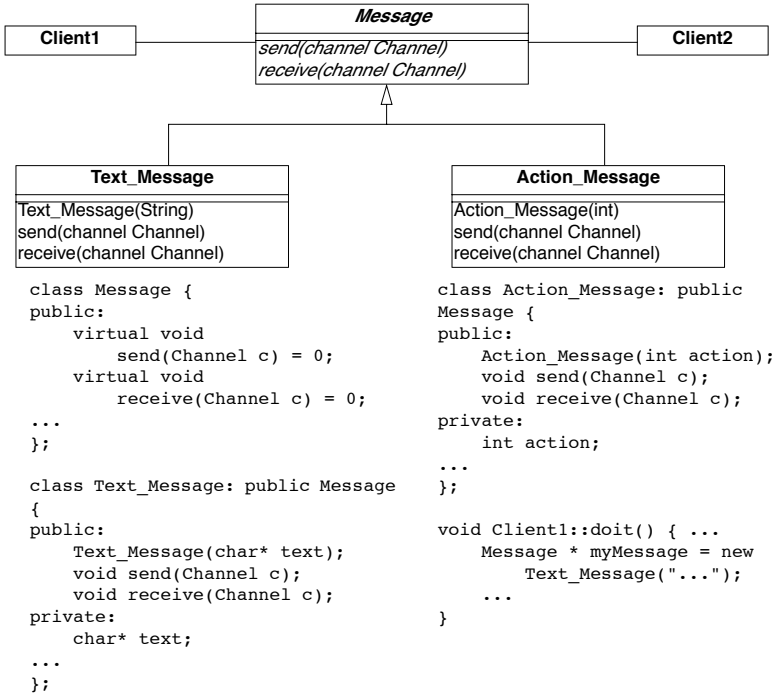 Message
Client1
send(channel Channel)
receive(channel Channel)
Client2
Text_Message
Text_Message(String)
send(channel Channel)
receive(channel Channel)
Action_Message
Action_Message(int)
send(channel Channel)
receive(channel Channel)
class Message {
public:
    virtual void
        send(Channel c) = 0;
    virtual void
        receive(Channel c) = 0;
...
};
class Text_Message: public Message
{
public:
    Text_Message(char* text);
    void send(Channel c);
    void receive(Channel c);
private:
    char* text;
...
};
class Action_Message: public
Message {
public:
    Action_Message(int action);
    void send(Channel c);
    void receive(Channel c);
private:
    int action;
...
};
void Client1::doit() { ...
    Message * myMessage = new
        Text_Message("...");
    ...
}